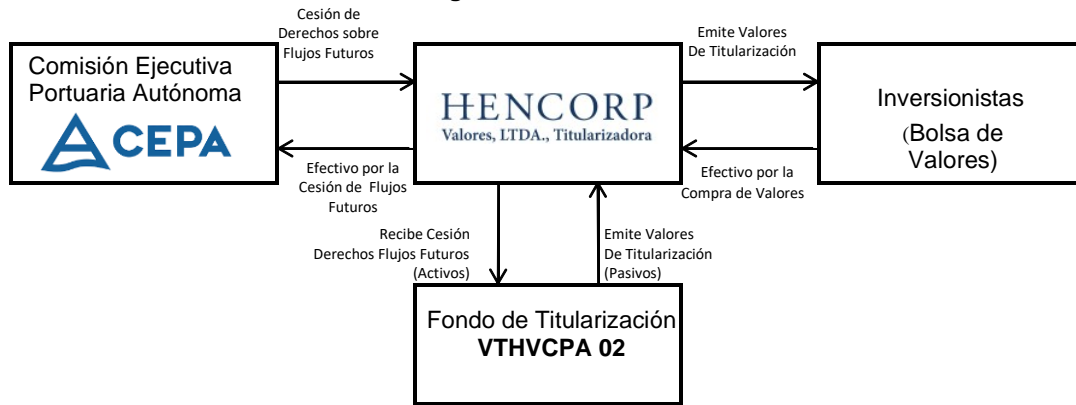 Cesión de
Derechos sobre
Flujos Futuros
Emite Valores
De Titularización
Comisión Ejecutiva
Portuaria Autónoma
CEPA
HENCORP
Valores, LTDA., Titularizadora
Inversionistas
(Bolsa de
Valores)
Efectivo por la
Cesión de Flujos
Futuros
Efectivo por la
Compra de Valores
Recibe Cesión
Derechos Flujos Futuros
(Activos)
Emite Valores
De Titularización
(Pasivos)
Fondo de Titularización
VTHVCPA 02